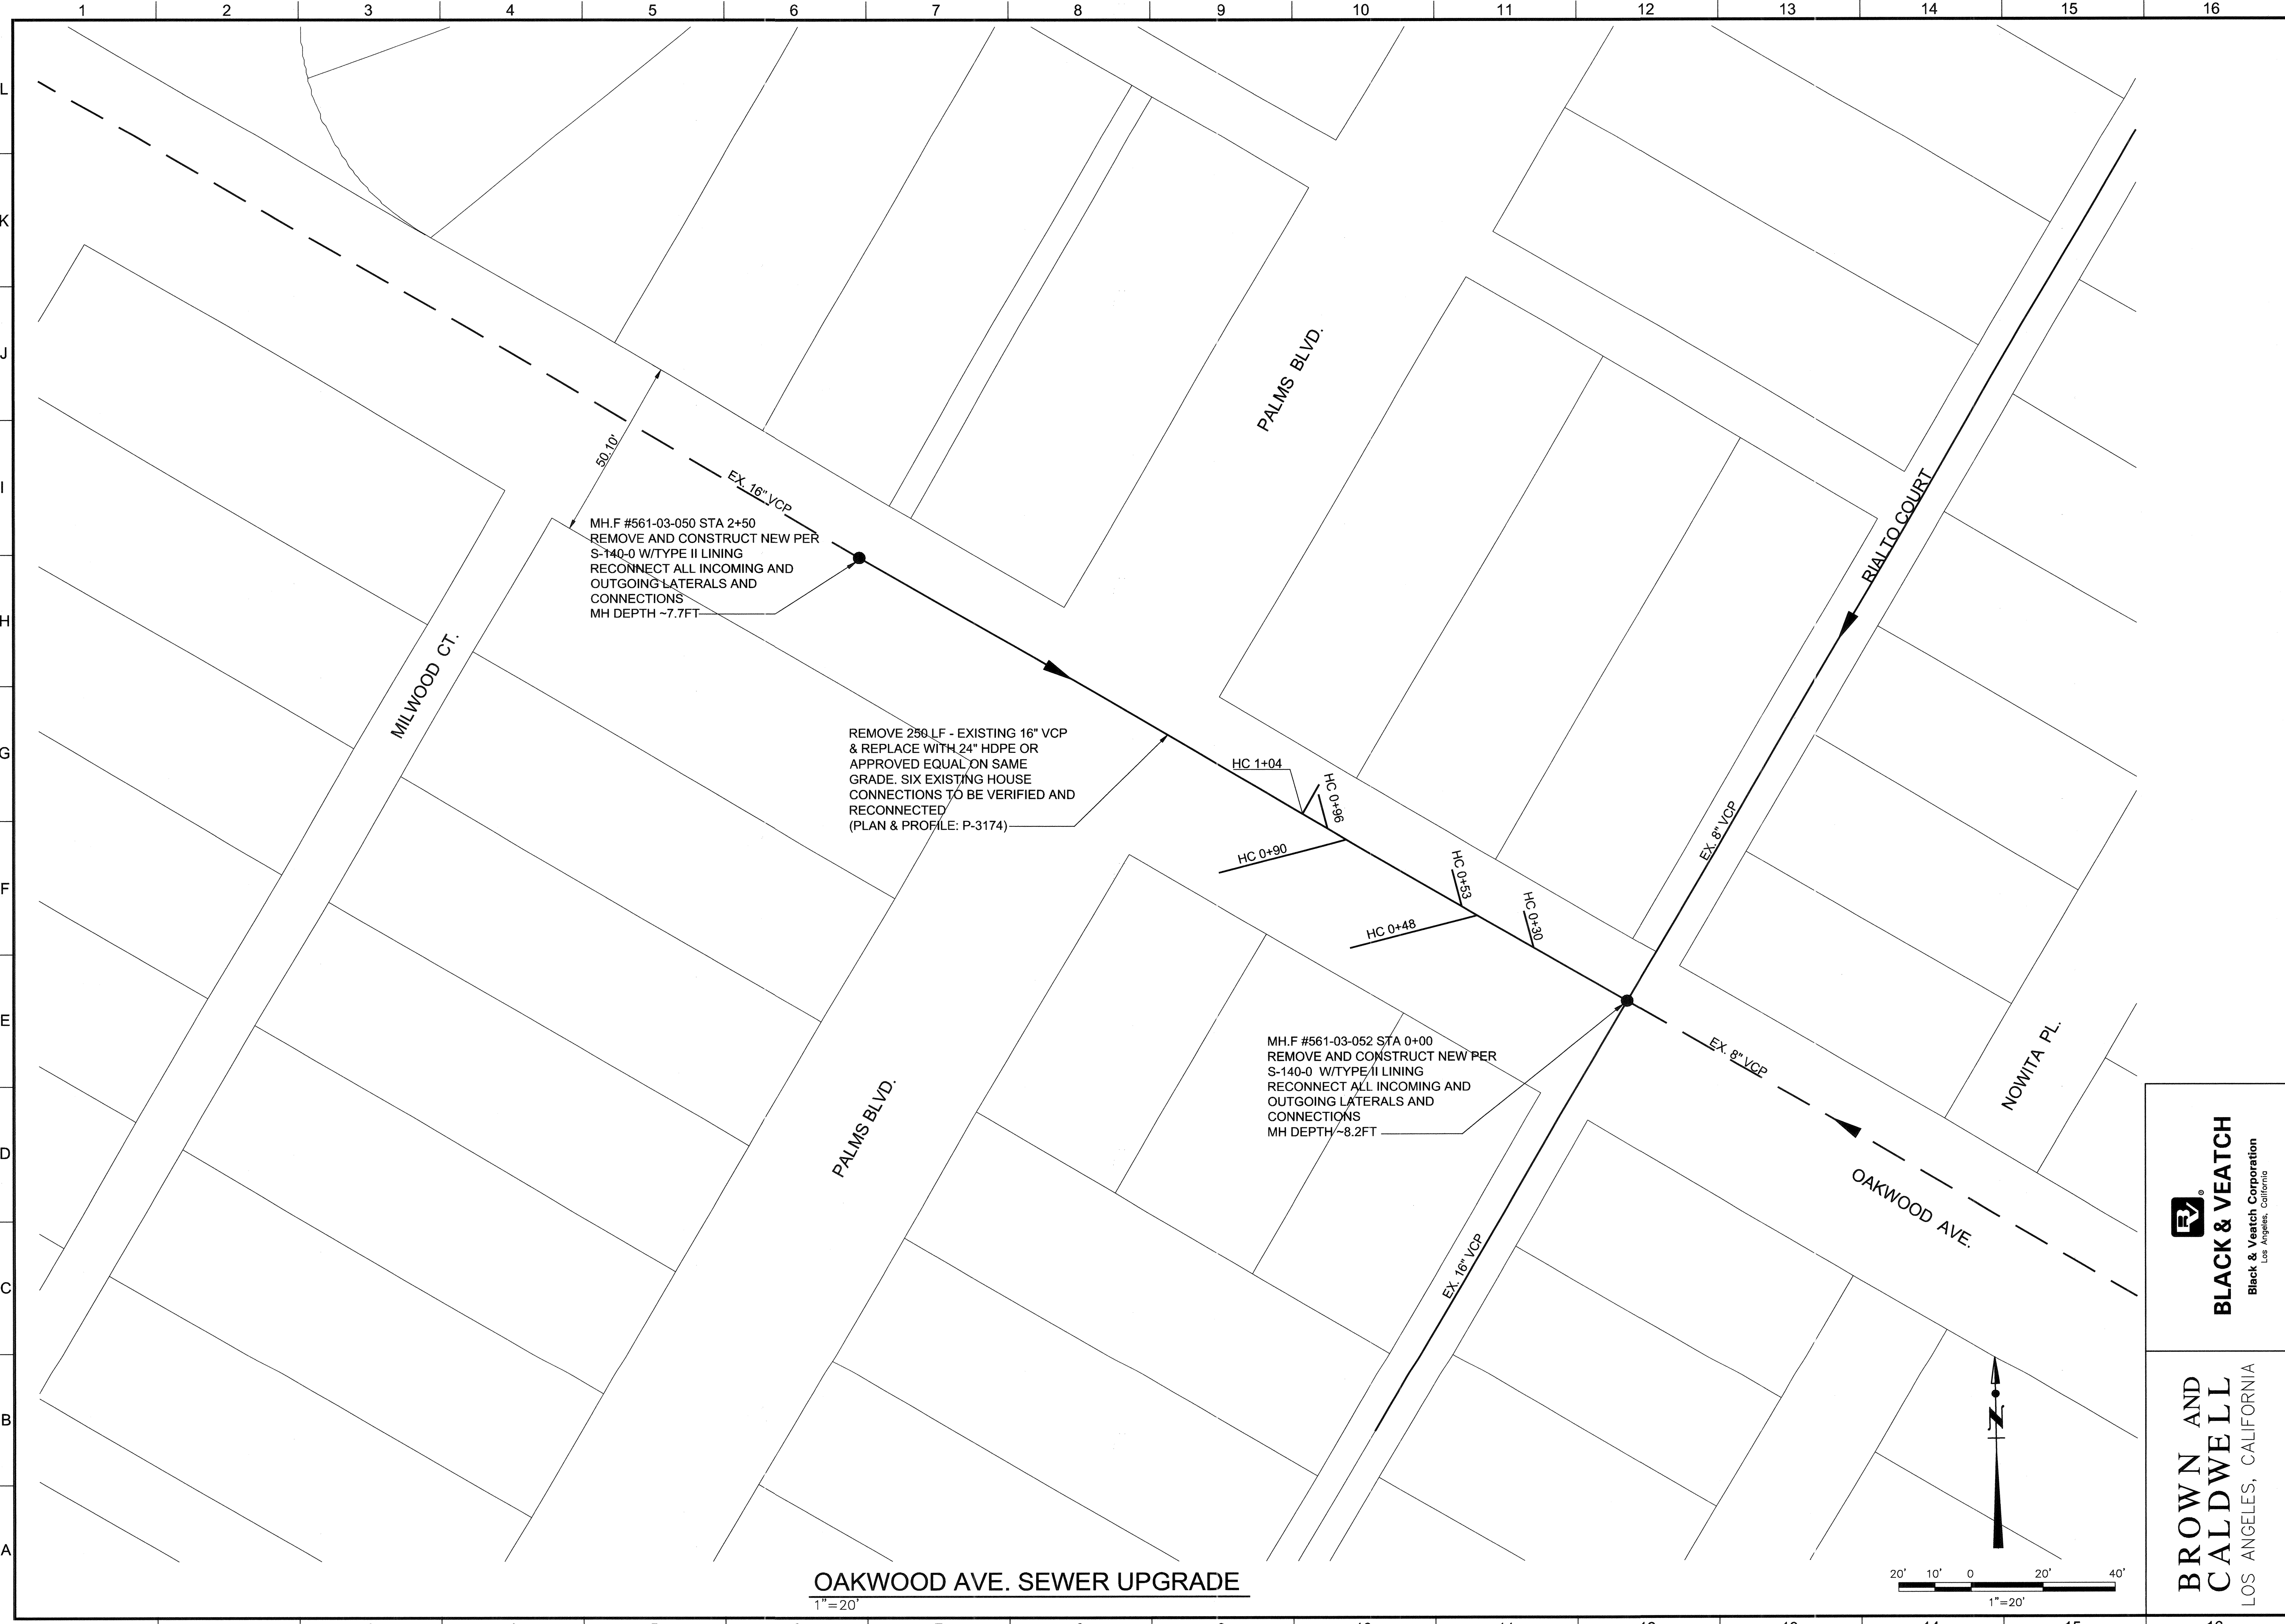 1 2 3 4 5 6 7 8 9 10 11 12 13 14 15 16
L
K
J
I
H
G
F
E
D
C
B
A
PALMS BLVD.
50.10'
EX. 16" VCP
MH.F #561-03-050 STA 2+50
REMOVE AND CONSTRUCT NEW PER
S-140-0 W/TYPE II LINING
RECONNECT ALL INCOMING AND
OUTGOING LATERALS AND
CONNECTIONS
MH DEPTH ~7.7FT
RIALTO COURT
MILWOOD CT.
REMOVE 250 LF - EXISTING 16" VCP
& REPLACE WITH 24" HDPE OR
APPROVED EQUAL ON SAME
GRADE. SIX EXISTING HOUSE
CONNECTIONS TO BE VERIFIED AND
RECONNECTED
(PLAN & PROFILE: P-3174)
HC 1+04
HC 0+96
HC 0+90
HC 0+53
HC 0+48
HC 0+30
EX. 8" VCP
MH.F #561-03-052 STA 0+00
REMOVE AND CONSTRUCT NEW PER
S-140-0 W/TYPE II LINING
RECONNECT ALL INCOMING AND
OUTGOING LATERALS AND
CONNECTIONS
MH DEPTH ~8.2FT
EX. 8" VCP
NOWITA PL.
PALMS BLVD.
OAKWOOD AVE.
EX. 16" VCP
BV®
BLACK & VEATCH
Black & Veatch Corporation
Los Angeles, California
BROWN AND
CALDWELL
LOS ANGELES, CALIFORNIA
N
OAKWOOD AVE. SEWER UPGRADE
1"=20'
20' 10' 0 20' 40'
1"=20'